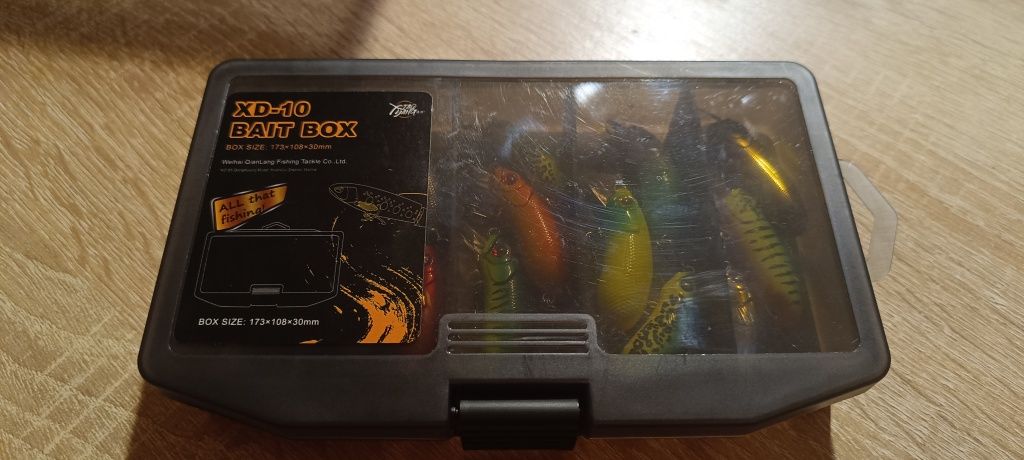 XD-10
BAIT BOX
BOX SIZE: 173×108×30mm
Weihai QianLang Fishing Tackle Co.,Ltd.
ALL that
fishing!
BOX SIZE: 173×108×30mm